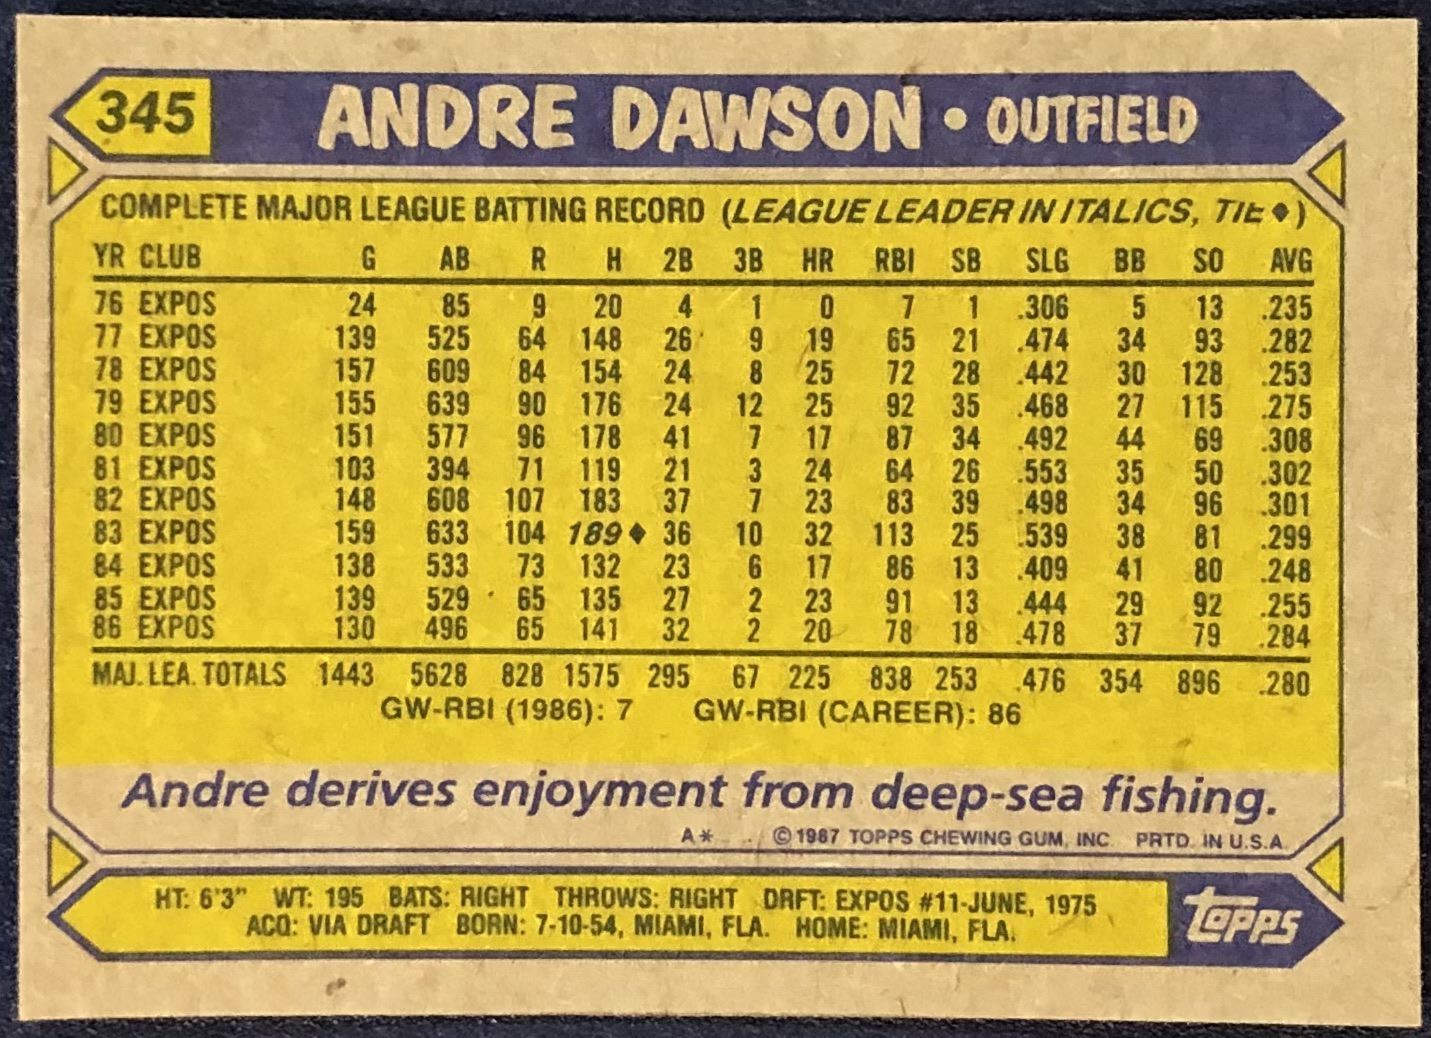 345 ANDRE DAWSON • OUTFIELD
COMPLETE MAJOR LEAGUE BATTING RECORD (LEAGUE LEADER IN ITALICS, TIE ♦)
YR CLUB G AB R H 2B 3B HR RBI SB SLG BB SO AVG
76 EXPOS 24 85 9 20 4 1 0 7 1 .306 5 13 .235
77 EXPOS 139 525 64 148 26 9 19 65 21 .474 34 93 .282
78 EXPOS 157 609 84 154 24 8 25 72 28 .442 30 128 .253
79 EXPOS 155 639 90 176 24 12 25 92 35 .468 27 115 .275
80 EXPOS 151 577 96 178 41 7 17 87 34 .492 44 69 .308
81 EXPOS 103 394 71 119 21 3 24 64 26 .553 35 50 .302
82 EXPOS 148 608 107 183 37 7 23 83 39 .498 34 96 .301
83 EXPOS 159 633 104 189♦ 36 10 32 113 25 .539 38 81 .299
84 EXPOS 138 533 73 132 23 6 17 86 13 .409 41 80 .248
85 EXPOS 139 529 65 135 27 2 23 91 13 .444 29 92 .255
86 EXPOS 130 496 65 141 32 2 20 78 18 .478 37 79 .284
MAJ. LEA. TOTALS 1443 5628 828 1575 295 67 225 838 253 .476 354 896 .280
GW-RBI (1986): 7 GW-RBI (CAREER): 86
Andre derives enjoyment from deep-sea fishing.
A* © 1987 TOPPS CHEWING GUM, INC. PRTD. IN U.S.A.
HT: 6'3" WT: 195 BATS: RIGHT THROWS: RIGHT DRFT: EXPOS #11-JUNE, 1975
ACQ: VIA DRAFT BORN: 7-10-54, MIAMI, FLA. HOME: MIAMI, FLA.
topps